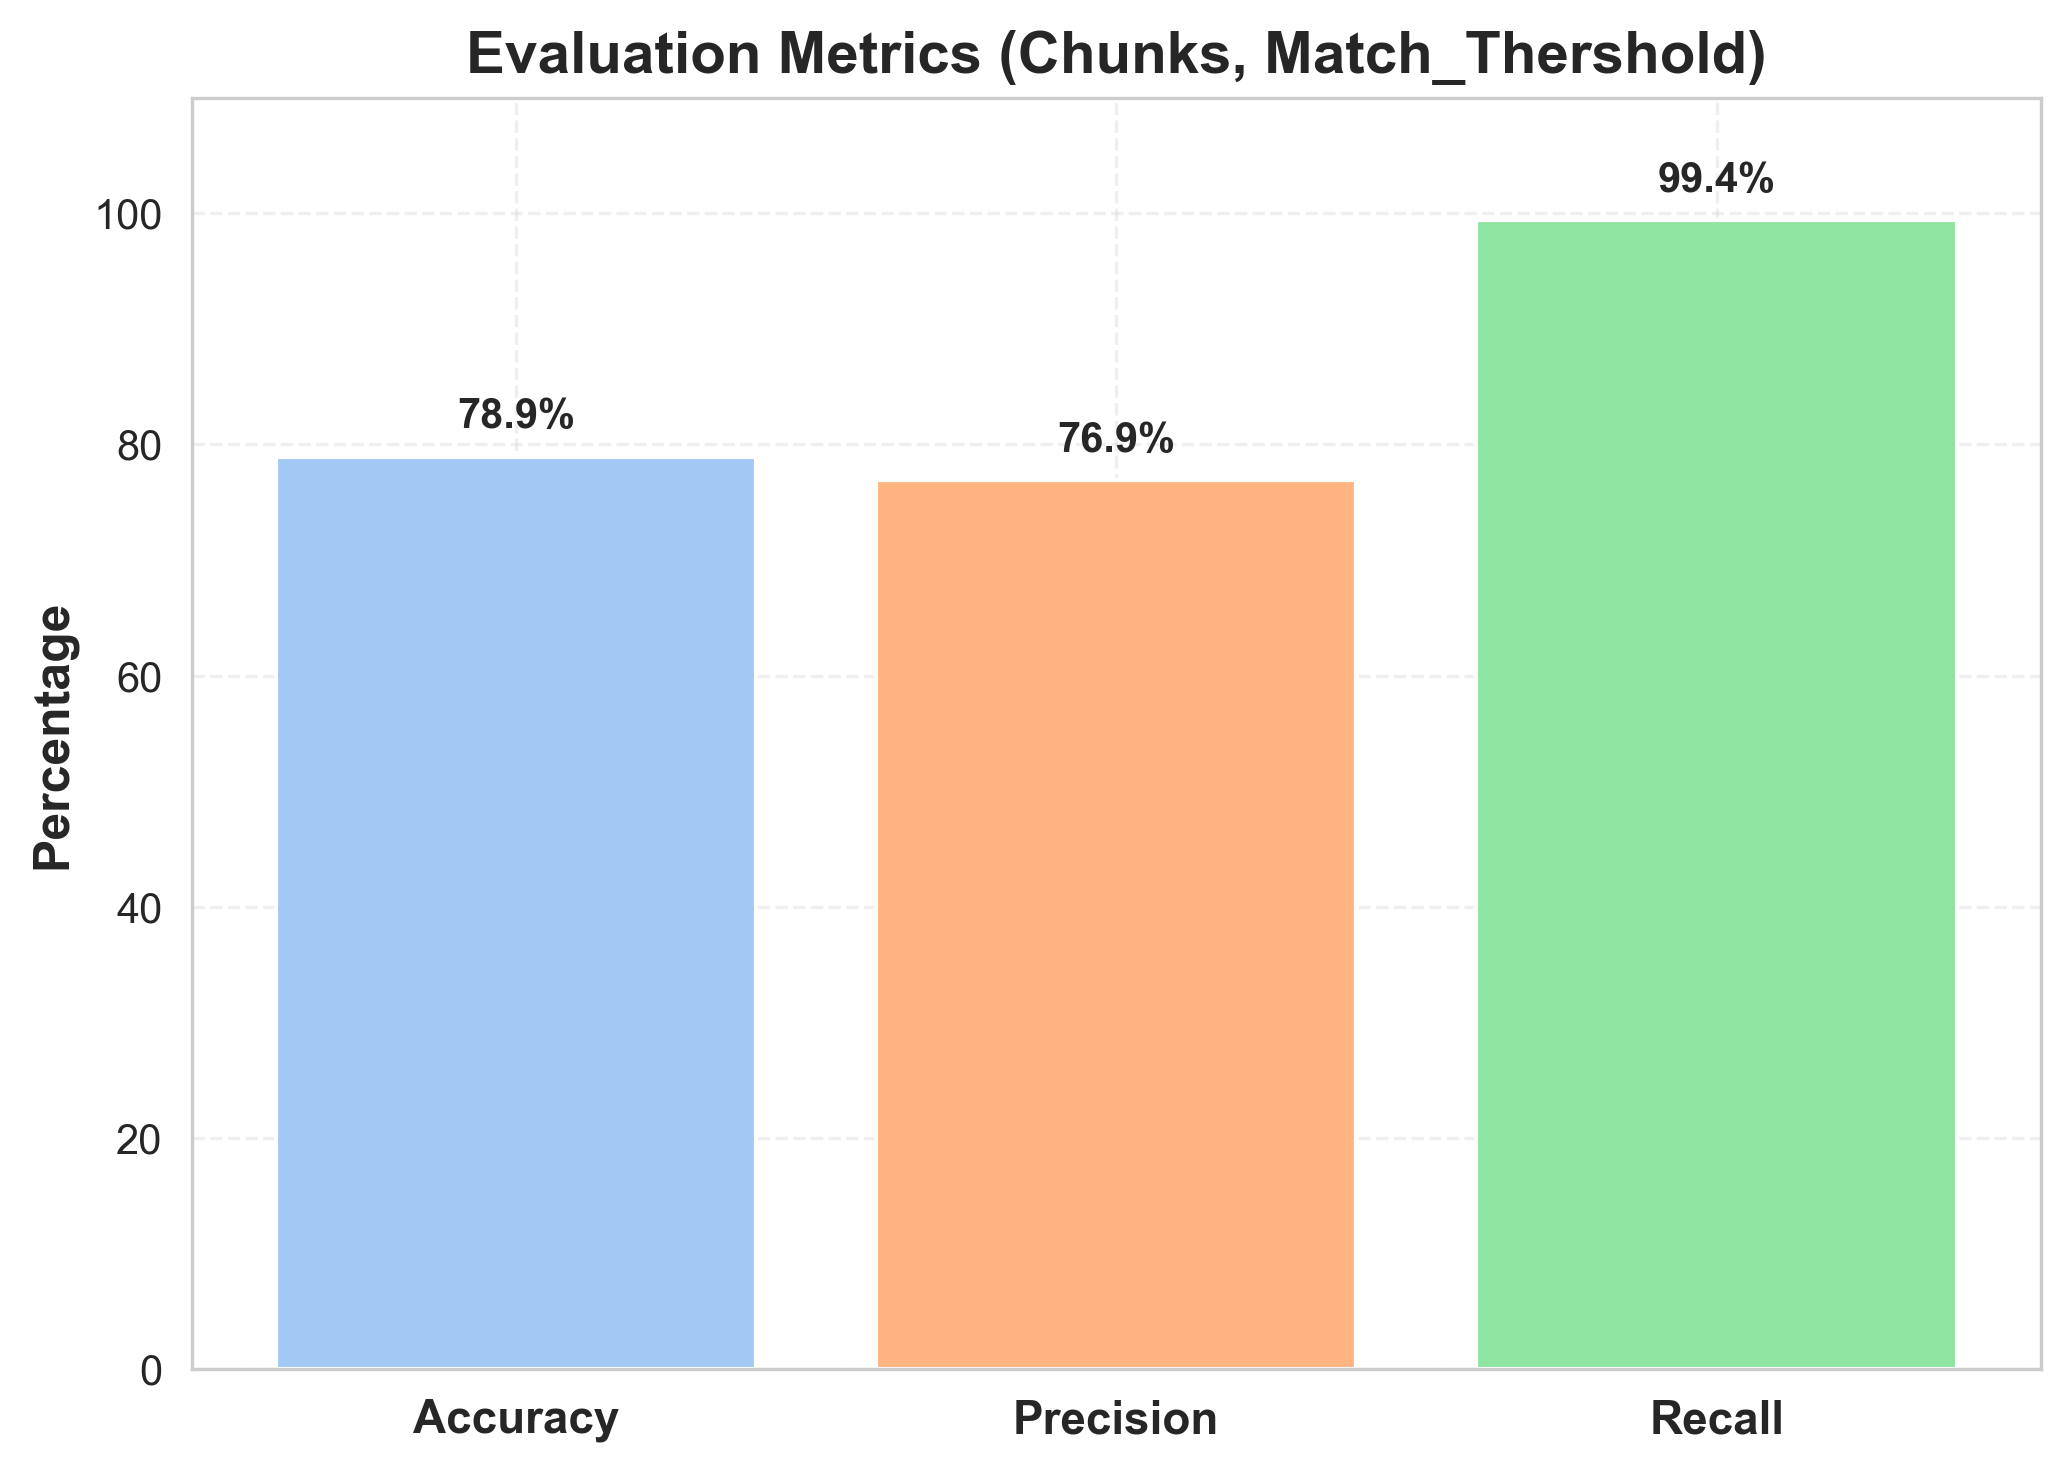 Evaluation Metrics (Chunks, Match_Thershold)
99.4%
100
78.9%
76.9%
80
60
Percentage
40
20
0
Accuracy
Precision
Recall